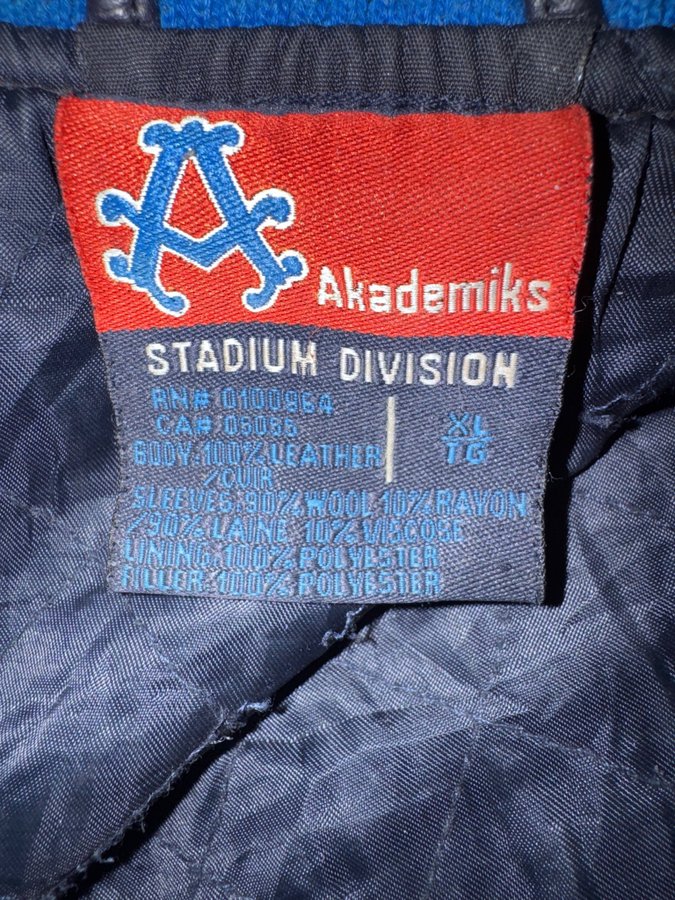 A
Akademiks
STADIUM DIVISION
RN# 0100964
CA# 05036
XL
TG
BODY: 100% LEATHER
/CUIR
SLEEVES: 90% WOOL 10% RAYON
/90% LAINE 10% VISCOSE
LINING: 100% POLYESTER
FILLER: 100% POLYESTER